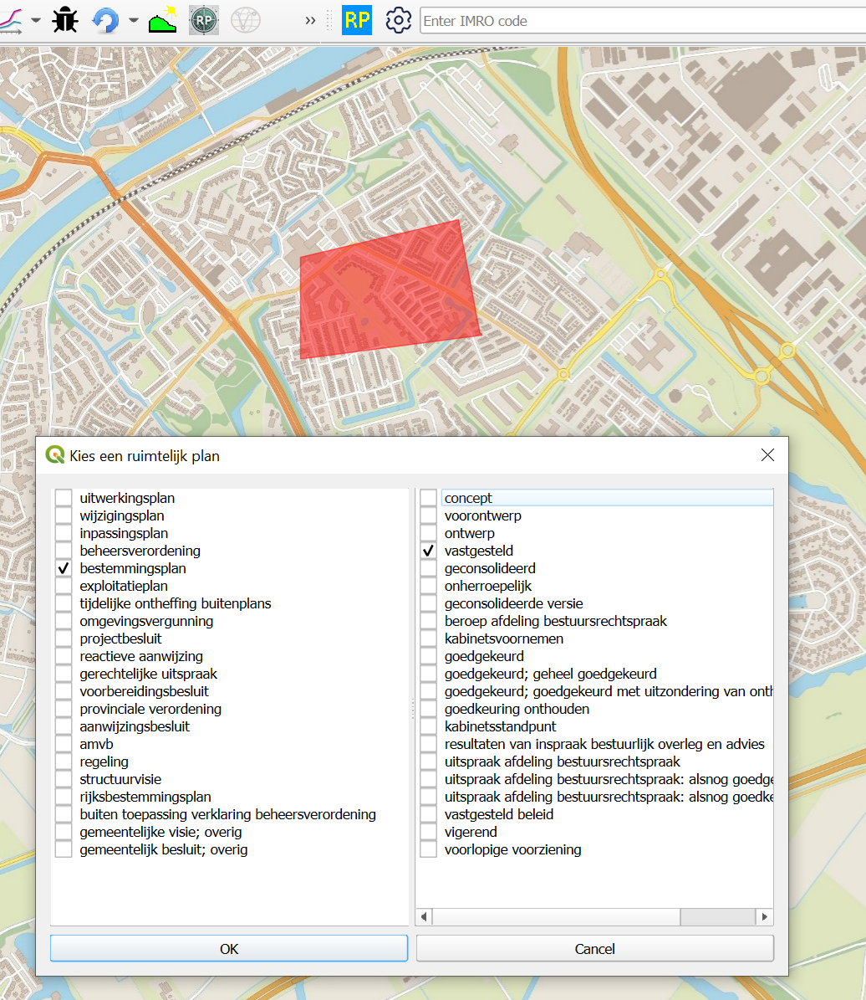 RP
RP
Enter IMRO code
Kies een ruimtelijk plan
uitwerkingsplan
wijzigingsplan
inpassingsplan
beheersverordening
bestemmingsplan
exploitatieplan
tijdelijke ontheffing buitenplans
omgevingsvergunning
projectbesluit
reactieve aanwijzing
gerechtelijke uitspraak
voorbereidingsbesluit
provinciale verordening
aanwijzingsbesluit
amvb
regeling
structuurvisie
rijksbestemmingsplan
buiten toepassing verklaring beheersverordening
gemeentelijke visie; overig
gemeentelijk besluit; overig
concept
voorontwerp
ontwerp
vastgesteld
geconsolideerd
onherroepelijk
geconsolideerde versie
beroep afdeling bestuursrechtspraak
kabinetsvoornemen
goedgekeurd
goedgekeurd; geheel goedgekeurd
goedgekeurd; goedgekeurd met uitzondering van onth
goedkeuring onthouden
kabinetsstandpunt
resultaten van inspraak bestuurlijk overleg en advies
uitspraak afdeling bestuursrechtspraak
uitspraak afdeling bestuursrechtspraak: alsnog goedge
uitspraak afdeling bestuursrechtspraak: alsnog goedke
vastgesteld beleid
vigerend
voorlopige voorziening
OK
Cancel